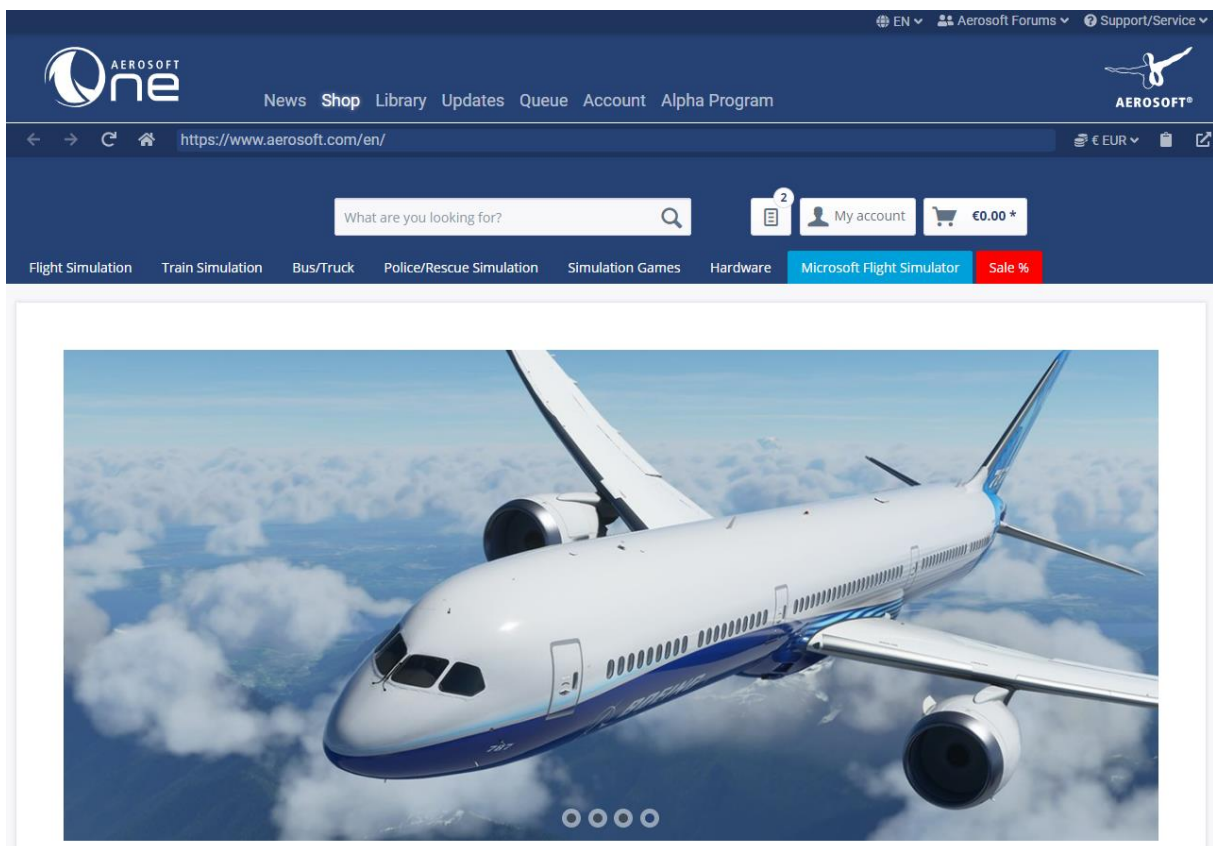 EN Aerosoft Forums Support/Service
AEROSOFT
One
News Shop Library Updates Queue Account Alpha Program
AEROSOFT®
https://www.aerosoft.com/en/
€ EUR
What are you looking for?
2
My account
€0.00 *
Flight Simulation Train Simulation Bus/Truck Police/Rescue Simulation Simulation Games Hardware Microsoft Flight Simulator Sale %
BOEING
787